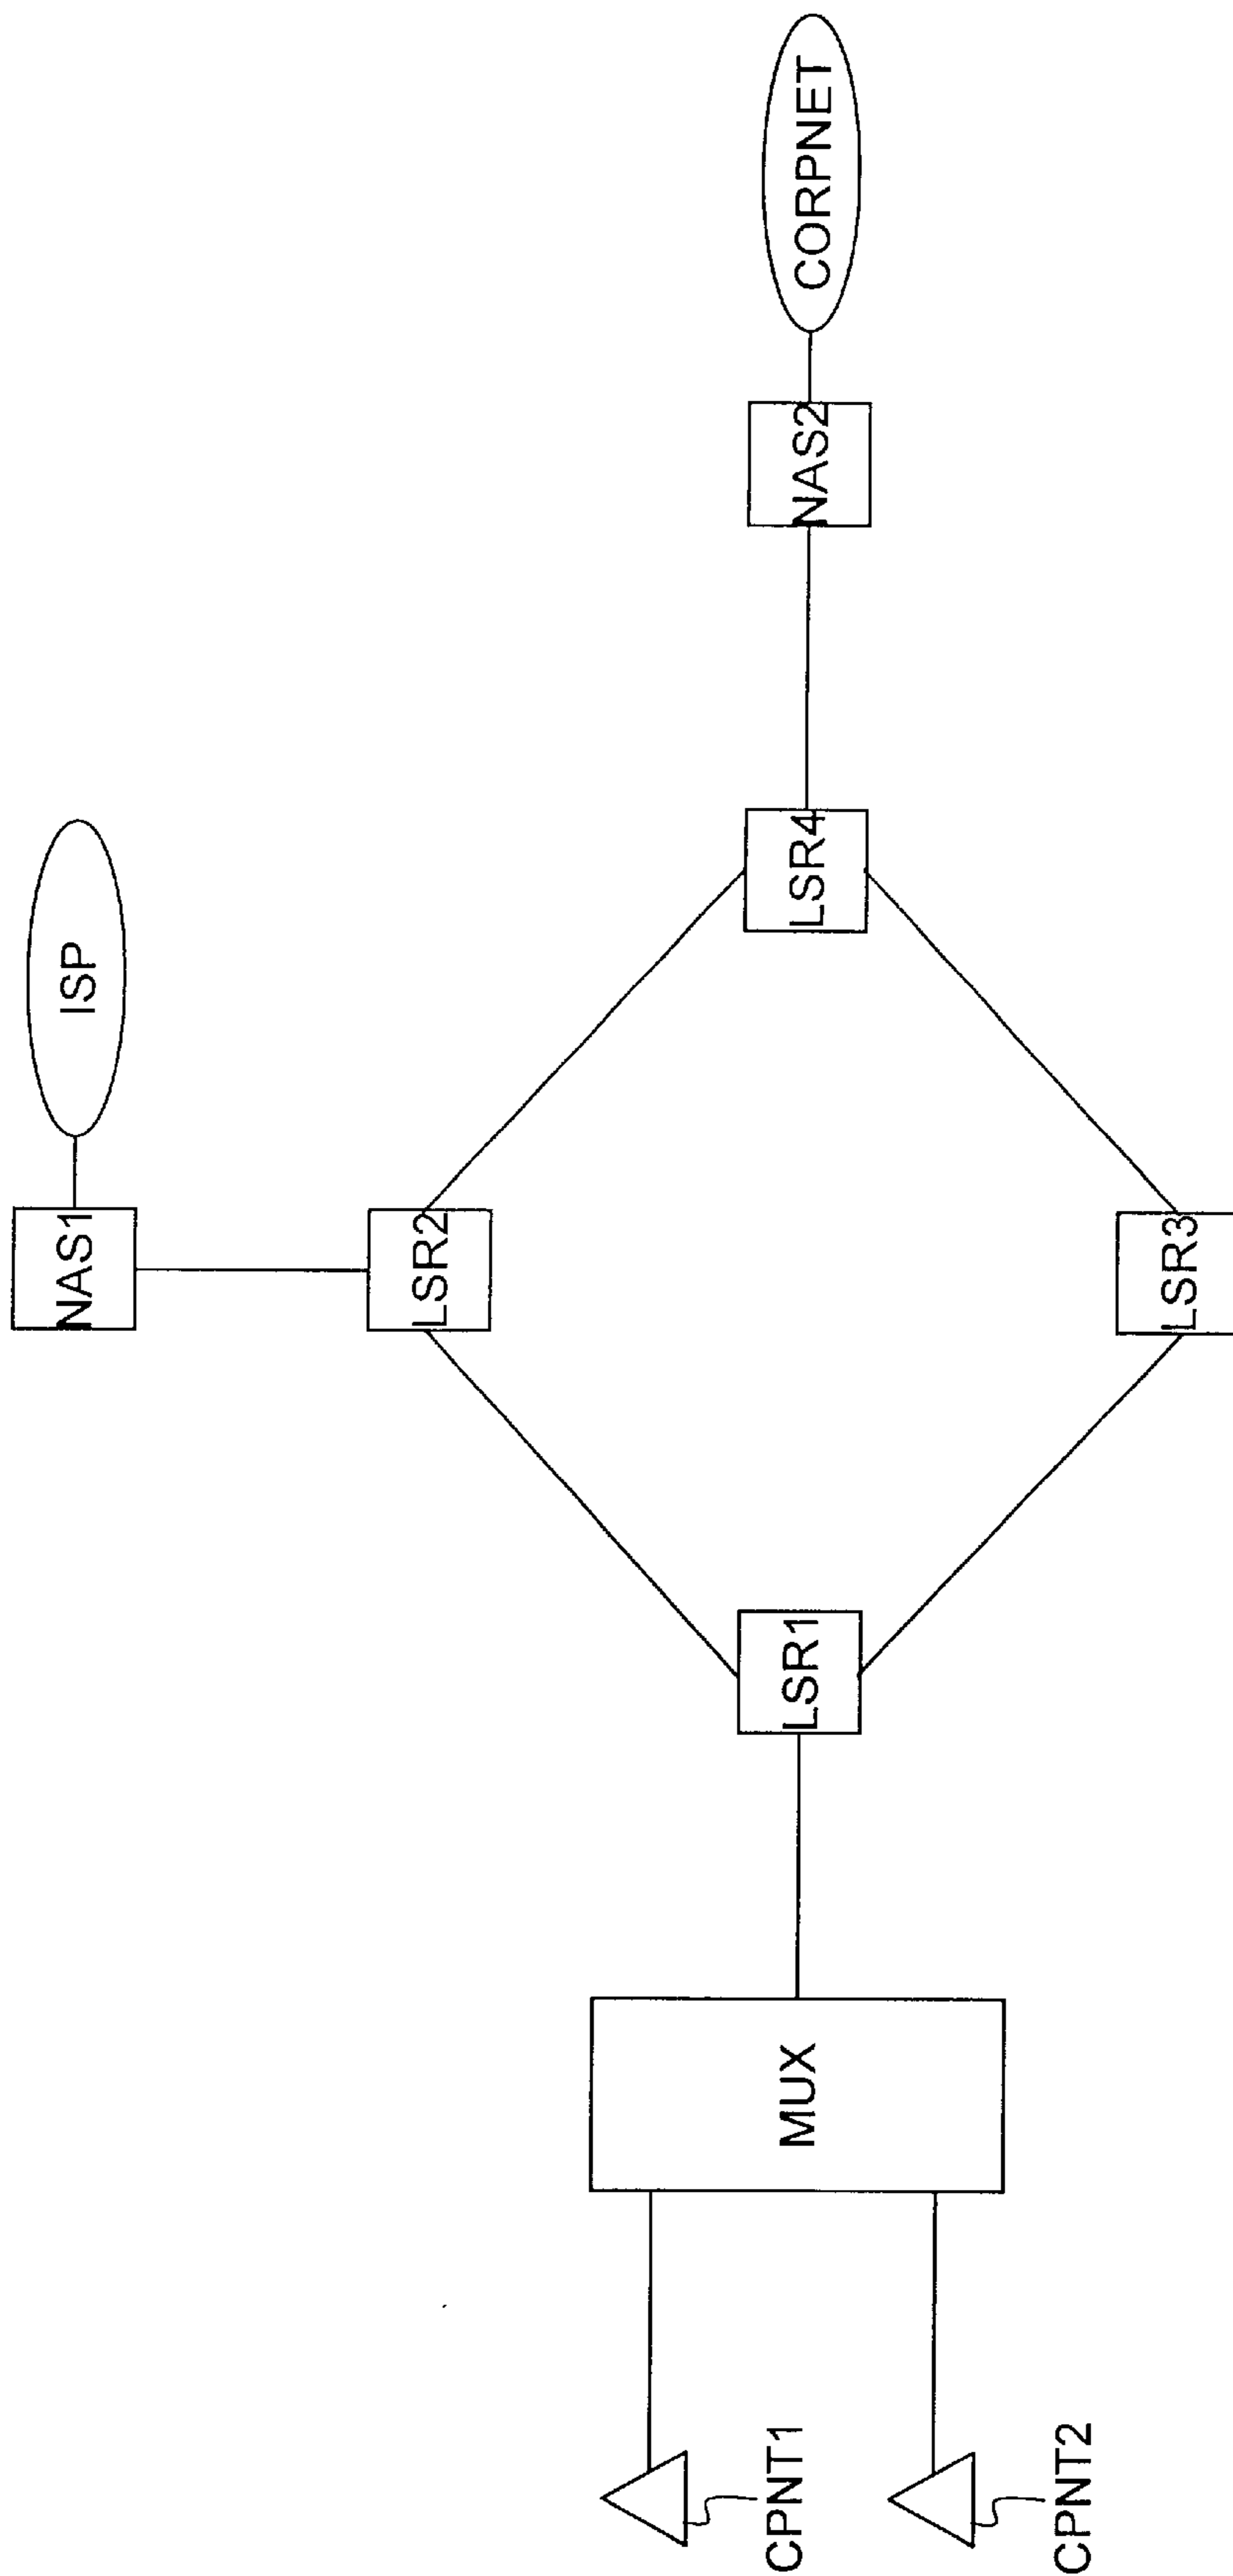 CPNT1
CPNT2
MUX
LSR1
LSR2
LSR3
LSR4
NAS1
ISP
NAS2
CORPNET